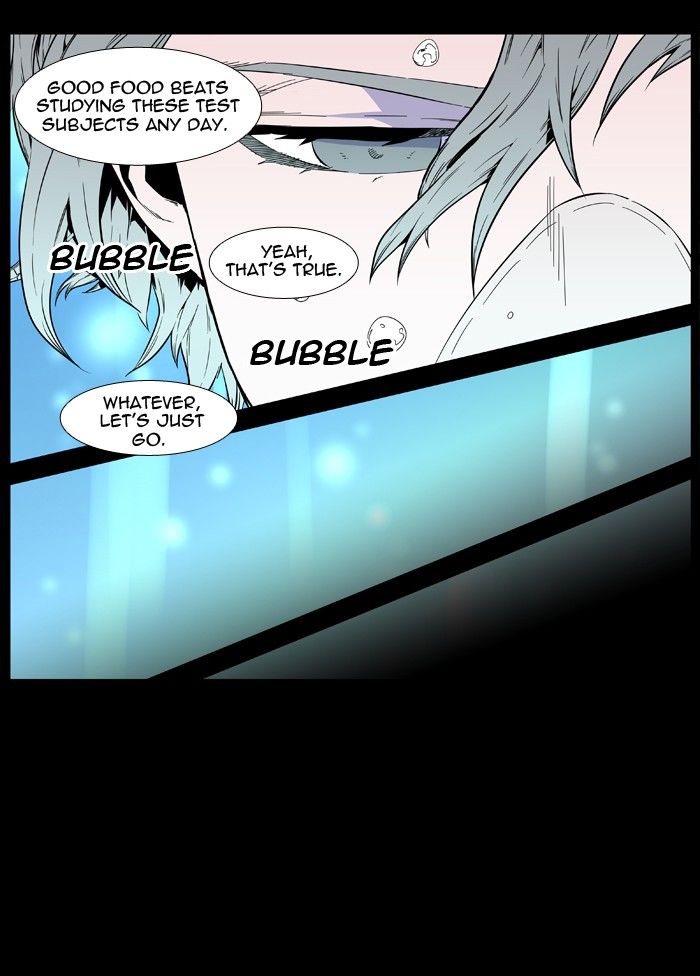 GOOD FOOD BEATS
STUDYING THESE TEST
SUBJECTS ANY DAY.
BUBBLE
YEAH,
THAT'S TRUE.
BUBBLE
WHATEVER,
LET'S JUST
GO.